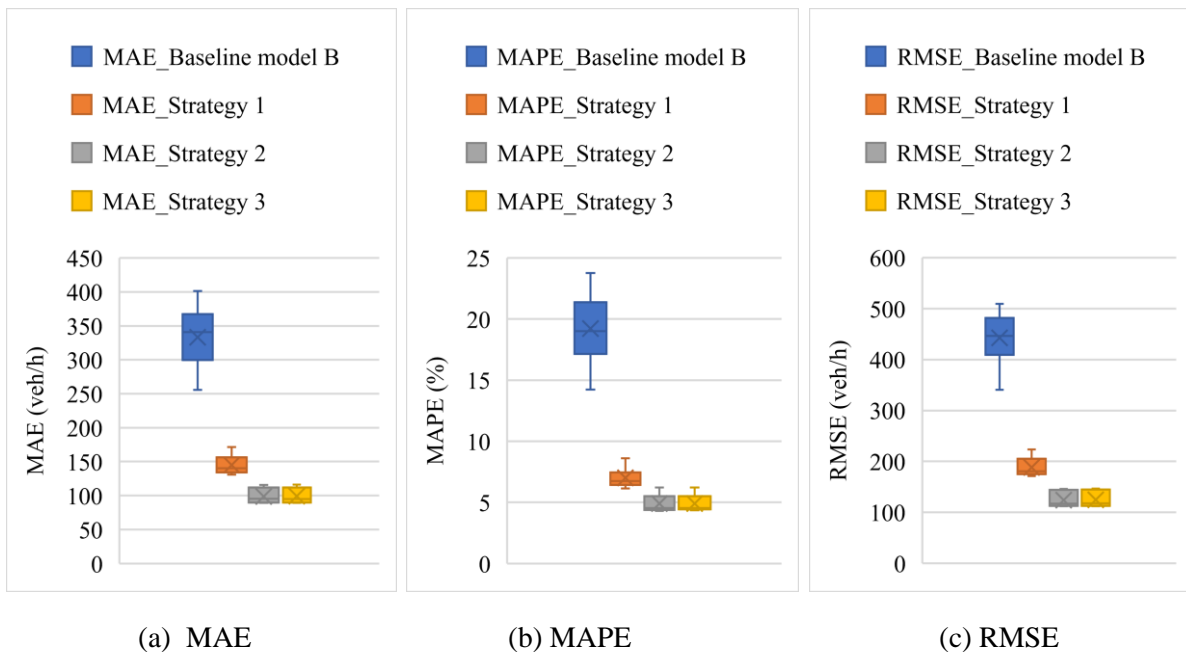 MAE_Baseline model B
MAE_Strategy 1
MAE_Strategy 2
MAE_Strategy 3
450
400
350
300
250
200
150
100
50
0
MAE (veh/h)
(a) MAE
MAPE_Baseline model B
MAPE_Strategy 1
MAPE_Strategy 2
MAPE_Strategy 3
25
20
15
10
5
0
MAPE (%)
(b) MAPE
RMSE_Baseline model B
RMSE_Strategy 1
RMSE_Strategy 2
RMSE_Strategy 3
600
500
400
300
200
100
0
RMSE (veh/h)
(c) RMSE